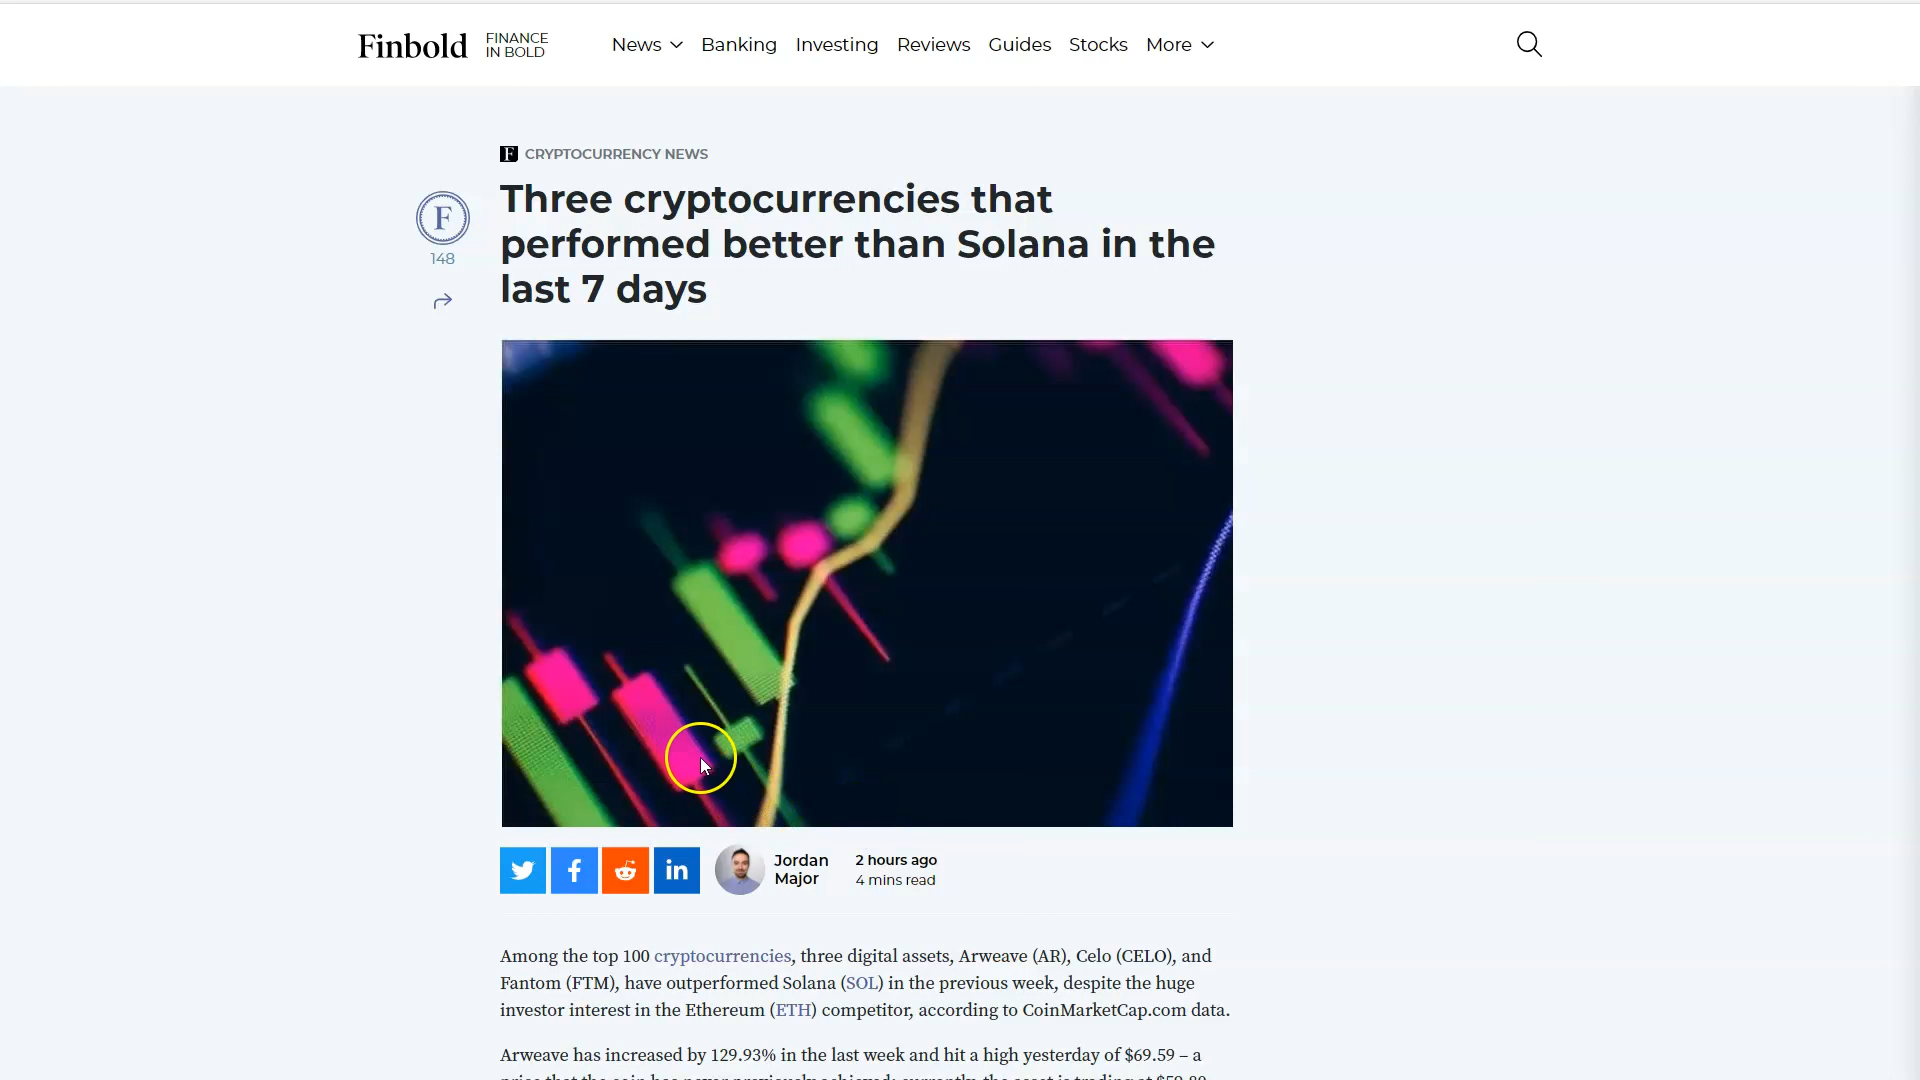 Finbold FINANCE
IN BOLD
News Banking Investing Reviews Guides Stocks More
F CRYPTOCURRENCY NEWS
Three cryptocurrencies that
performed better than Solana in the
last 7 days
F
148
Jordan
Major
2 hours ago
4 mins read
Among the top 100 cryptocurrencies, three digital assets, Arweave (AR), Celo (CELO), and
Fantom (FTM), have outperformed Solana (SOL) in the previous week, despite the huge
investor interest in the Ethereum (ETH) competitor, according to CoinMarketCap.com data.
Arweave has increased by 129.93% in the last week and hit a high yesterday of $69.59 – a